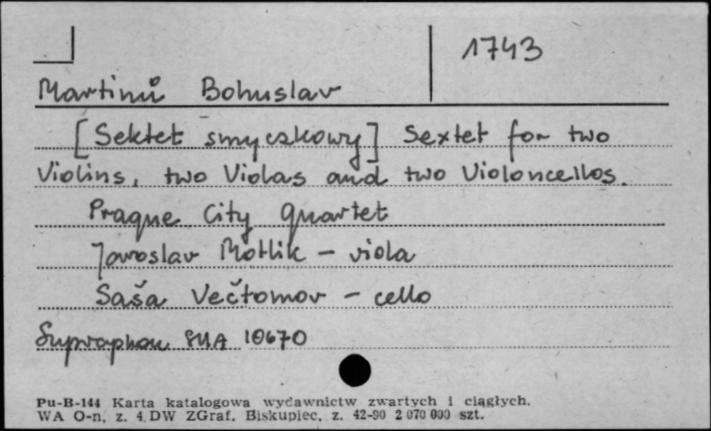 1743
Martinů Bohuslav
[Sektet smyczkowy] Sextet for two
Violins, two Violas and two Violoncellos.
Prague City Quartet
Jaroslav Motlik - viola
Saša Večtomov - cello
Supraphon SUA 10670
Pu-B-144 Karta katalogowa wydawnictw zwartych i ciągłych.
WA O-n, z. 4. DW ZGraf. Biskupiec, z. 42-90 2 070 000 szt.